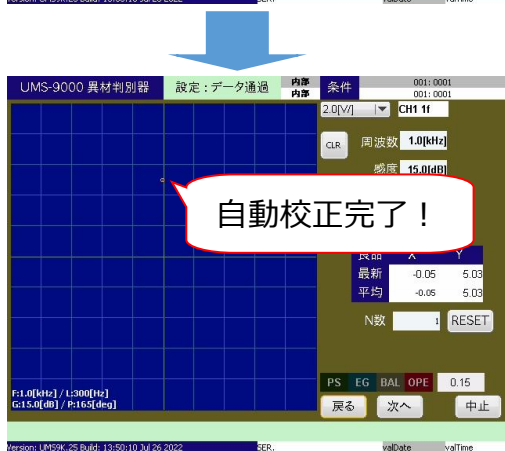 Version: UMS9K.25 Build: 13:50:10 Jul 26 2022 SER. valDate valTime
UMS-9000 異材判別器 設定：データ通過 内部 条件 001:0001
内部 001:0001
2.0[V/] CH1 1f
CLR 周波数 1.0[kHz]
感度 15.0[dB]
自動校正完了！
良品 X Y
最新 -0.05 5.03
平均 -0.05 5.03
N数 1 RESET
PS EG BAL OPE 0.15
F:1.0[kHz] / L:300[Hz]
G:15.0[dB] / P:165[deg]
戻る 次へ 中止
Version: UMS9K.25 Build: 13:50:10 Jul 26 2022 SER. valDate valTime